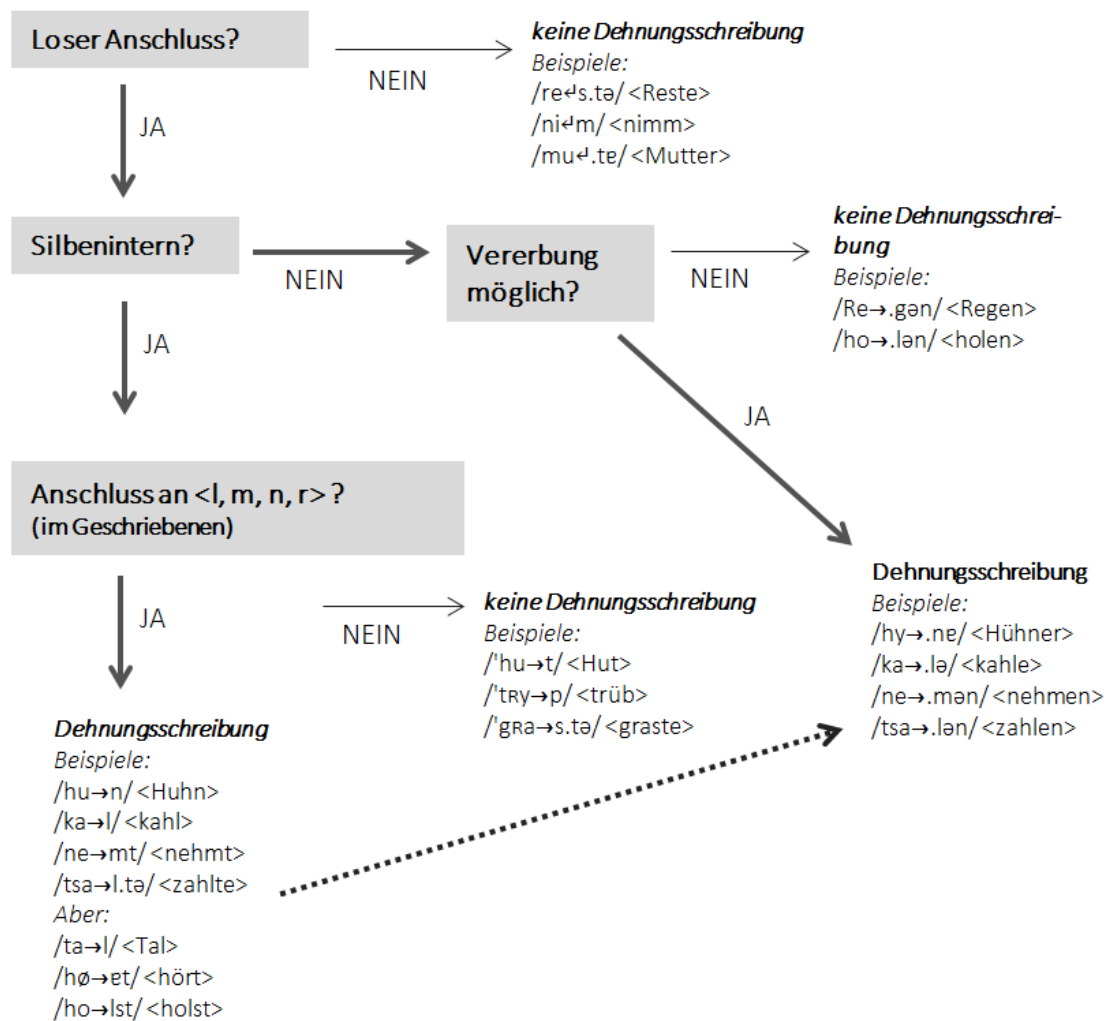 Loser Anschluss?
NEIN
keine Dehnungsschreibung
Beispiele:
/re↲s.tə/ <Reste>
/ni↲m/ <nimm>
/mu↲.tɐ/ <Mutter>
JA
Silbenintern?
NEIN
Vererbung
möglich?
NEIN
keine Dehnungsschrei-
bung
Beispiele:
/Re→.gən/ <Regen>
/ho→.lən/ <holen>
JA
JA
Anschluss an <l, m, n, r> ?
(im Geschriebenen)
JA
NEIN
keine Dehnungsschreibung
Beispiele:
/'hu→t/ <Hut>
/'tʀy→p/ <trüb>
/'gʀa→s.tə/ <graste>
Dehnungsschreibung
Beispiele:
/hy→.nɐ/ <Hühner>
/ka→.lə/ <kahle>
/ne→.mən/ <nehmen>
/tsa→.lən/ <zahlen>
Dehnungsschreibung
Beispiele:
/hu→n/ <Huhn>
/ka→l/ <kahl>
/ne→mt/ <nehmt>
/tsa→l.tə/ <zahlte>
Aber:
/ta→l/ <Tal>
/hø→ɐt/ <hört>
/ho→lst/ <holst>